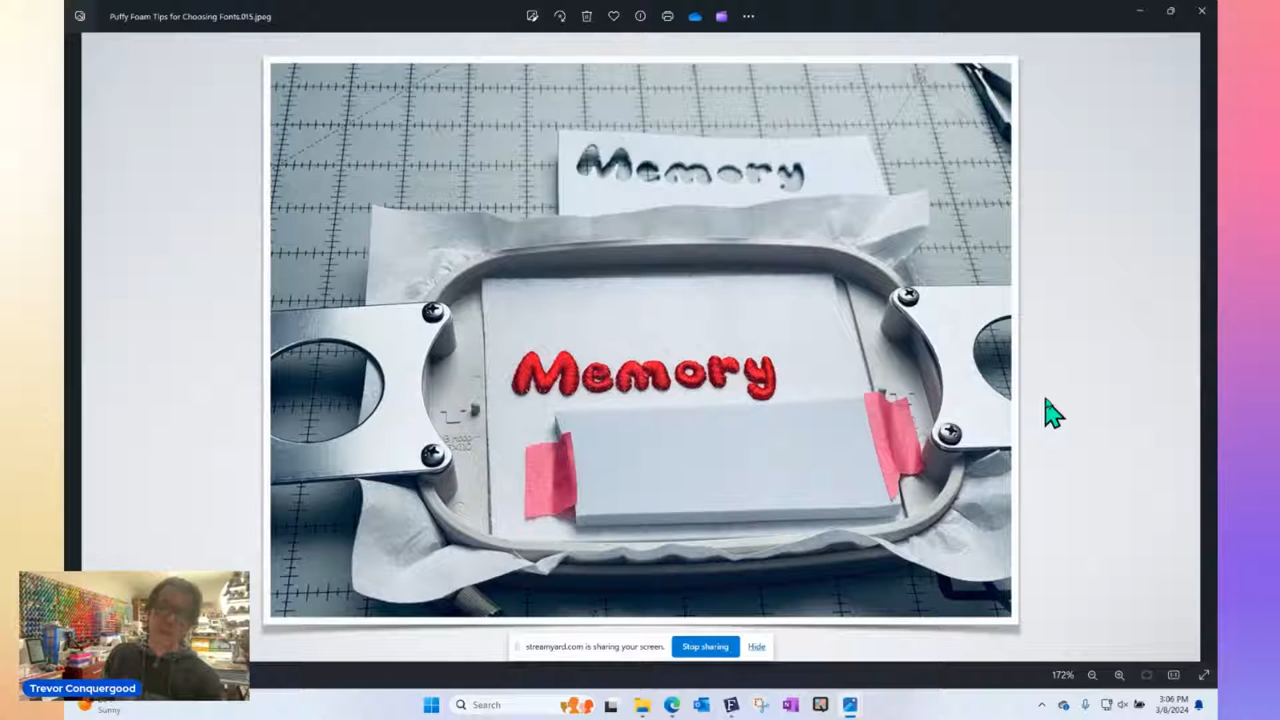 Puffy Foam Tips for Choosing Fonts.015.jpeg
Memory
Memory
streamyard.com is sharing your screen.
Stop sharing
Hide
Trevor Conquergood
172%
Sunny
Search
3:06 PM
3/8/2024